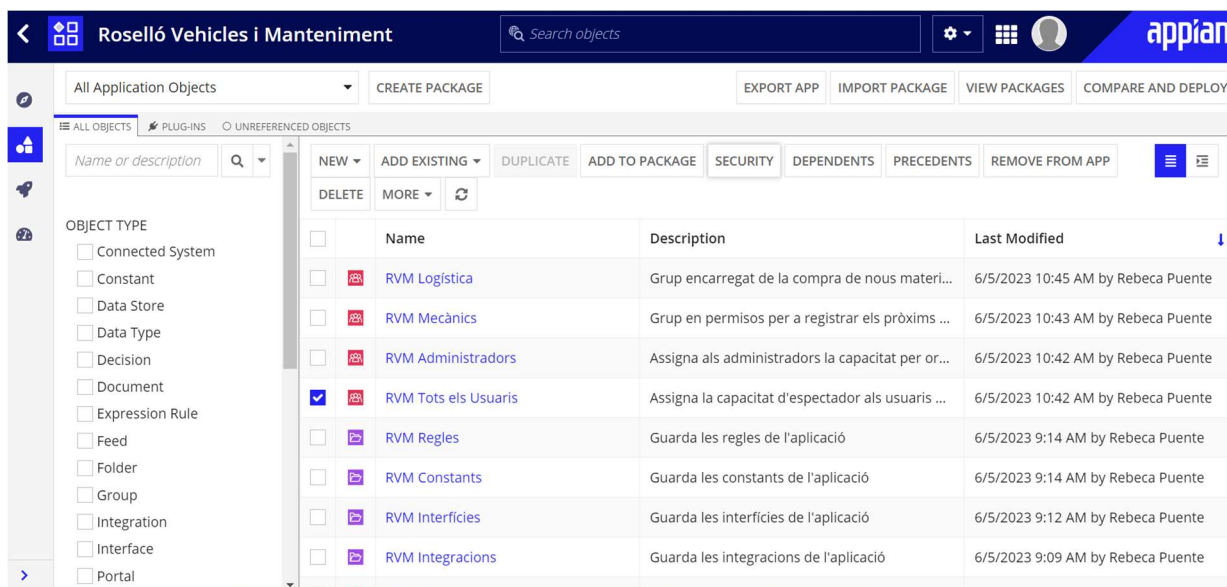 Roselló Vehicles i Manteniment Search objects appian
All Application Objects CREATE PACKAGE EXPORT APP IMPORT PACKAGE VIEW PACKAGES COMPARE AND DEPLOY
ALL OBJECTS PLUG-INS UNREFERENCED OBJECTS
Name or description NEW ADD EXISTING DUPLICATE ADD TO PACKAGE SECURITY DEPENDENTS PRECEDENTS REMOVE FROM APP
DELETE MORE
OBJECT TYPE
Connected System
Constant
Data Store
Data Type
Decision
Document
Expression Rule
Feed
Folder
Group
Integration
Interface
Portal
Name Description Last Modified
RVM Logística Grup encarregat de la compra de nous materi... 6/5/2023 10:45 AM by Rebeca Puente
RVM Mecànics Grup en permisos per a registrar els pròxims ... 6/5/2023 10:43 AM by Rebeca Puente
RVM Administradors Assigna als administradors la capacitat per or... 6/5/2023 10:42 AM by Rebeca Puente
RVM Tots els Usuaris Assigna la capacitat d'espectador als usuaris ... 6/5/2023 10:42 AM by Rebeca Puente
RVM Regles Guarda les regles de l'aplicació 6/5/2023 9:14 AM by Rebeca Puente
RVM Constants Guarda les constants de l'aplicació 6/5/2023 9:14 AM by Rebeca Puente
RVM Interfícies Guarda les interfícies de l'aplicació 6/5/2023 9:12 AM by Rebeca Puente
RVM Integracions Guarda les integracions de l'aplicació 6/5/2023 9:09 AM by Rebeca Puente